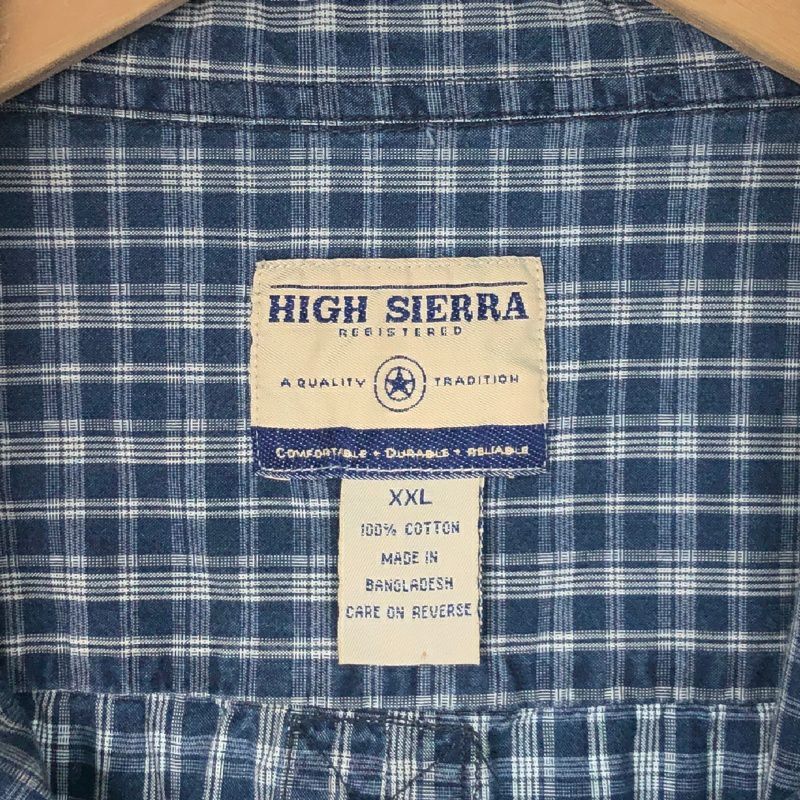 HIGH SIERRA
REGISTERED
A QUALITY TRADITION
COMFORTABLE • DURABLE • RELIABLE
XXL
100% COTTON
MADE IN
BANGLADESH
CARE ON REVERSE